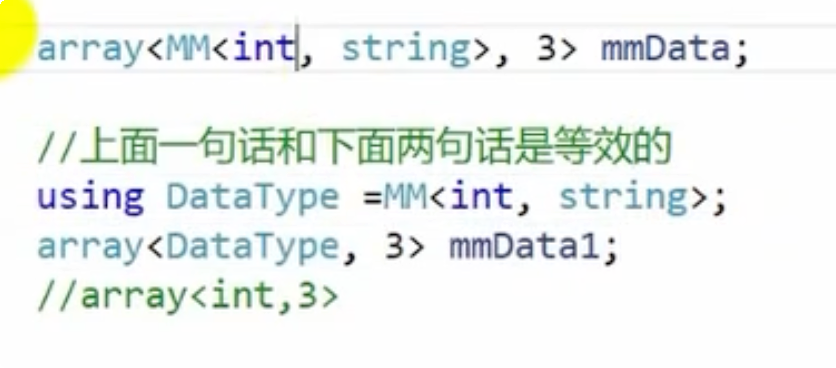 array<MM<int, string>, 3> mmData;
//上面一句话和下面两句话是等效的
using DataType =MM<int, string>;
array<DataType, 3> mmData1;
//array<int,3>